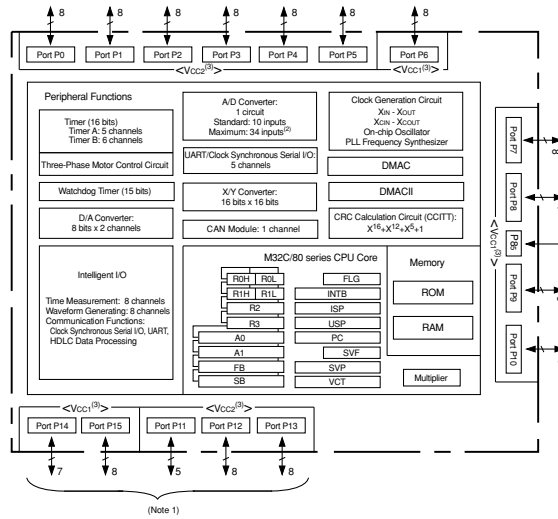 8 8 8 8 8 8 8
Port P0 Port P1 Port P2 Port P3 Port P4 Port P5 Port P6
<VCC2(3)> <VCC1(3)>
Peripheral Functions
Timer (16 bits)
Timer A: 5 channels
Timer B: 6 channels
Three-Phase Motor Control Circuit
Watchdog Timer (15 bits)
D/A Converter:
8 bits x 2 channels
A/D Converter:
1 circuit
Standard: 10 inputs
Maximum: 34 inputs(2)
UART/Clock Synchronous Serial I/O:
5 channels
X/Y Converter:
16 bits x 16 bits
CAN Module: 1 channel
Clock Generation Circuit
XIN - XOUT
XCIN - XCOUT
On-chip Oscillator
PLL Frequency Synthesizer
DMAC
DMACII
CRC Calculation Circuit (CCITT):
X16+X12+X5+1
Intelligent I/O
Time Measurement: 8 channels
Waveform Generating: 8 channels
Communication Functions:
Clock Synchronous Serial I/O, UART,
HDLC Data Processing
M32C/80 series CPU Core
R0H R0L
R1H R1L
R2
R3
A0
A1
FB
SB
FLG
INTB
ISP
USP
PC
SVF
SVP
VCT
Memory
ROM
RAM
Multiplier
<VCC1(3)>
Port P7
8
Port P8
P85
Port P9
Port P10
<VCC1(3)> <VCC2(3)>
Port P14 Port P15 Port P11 Port P12 Port P13
7 8 5 8 8
(Note 1)